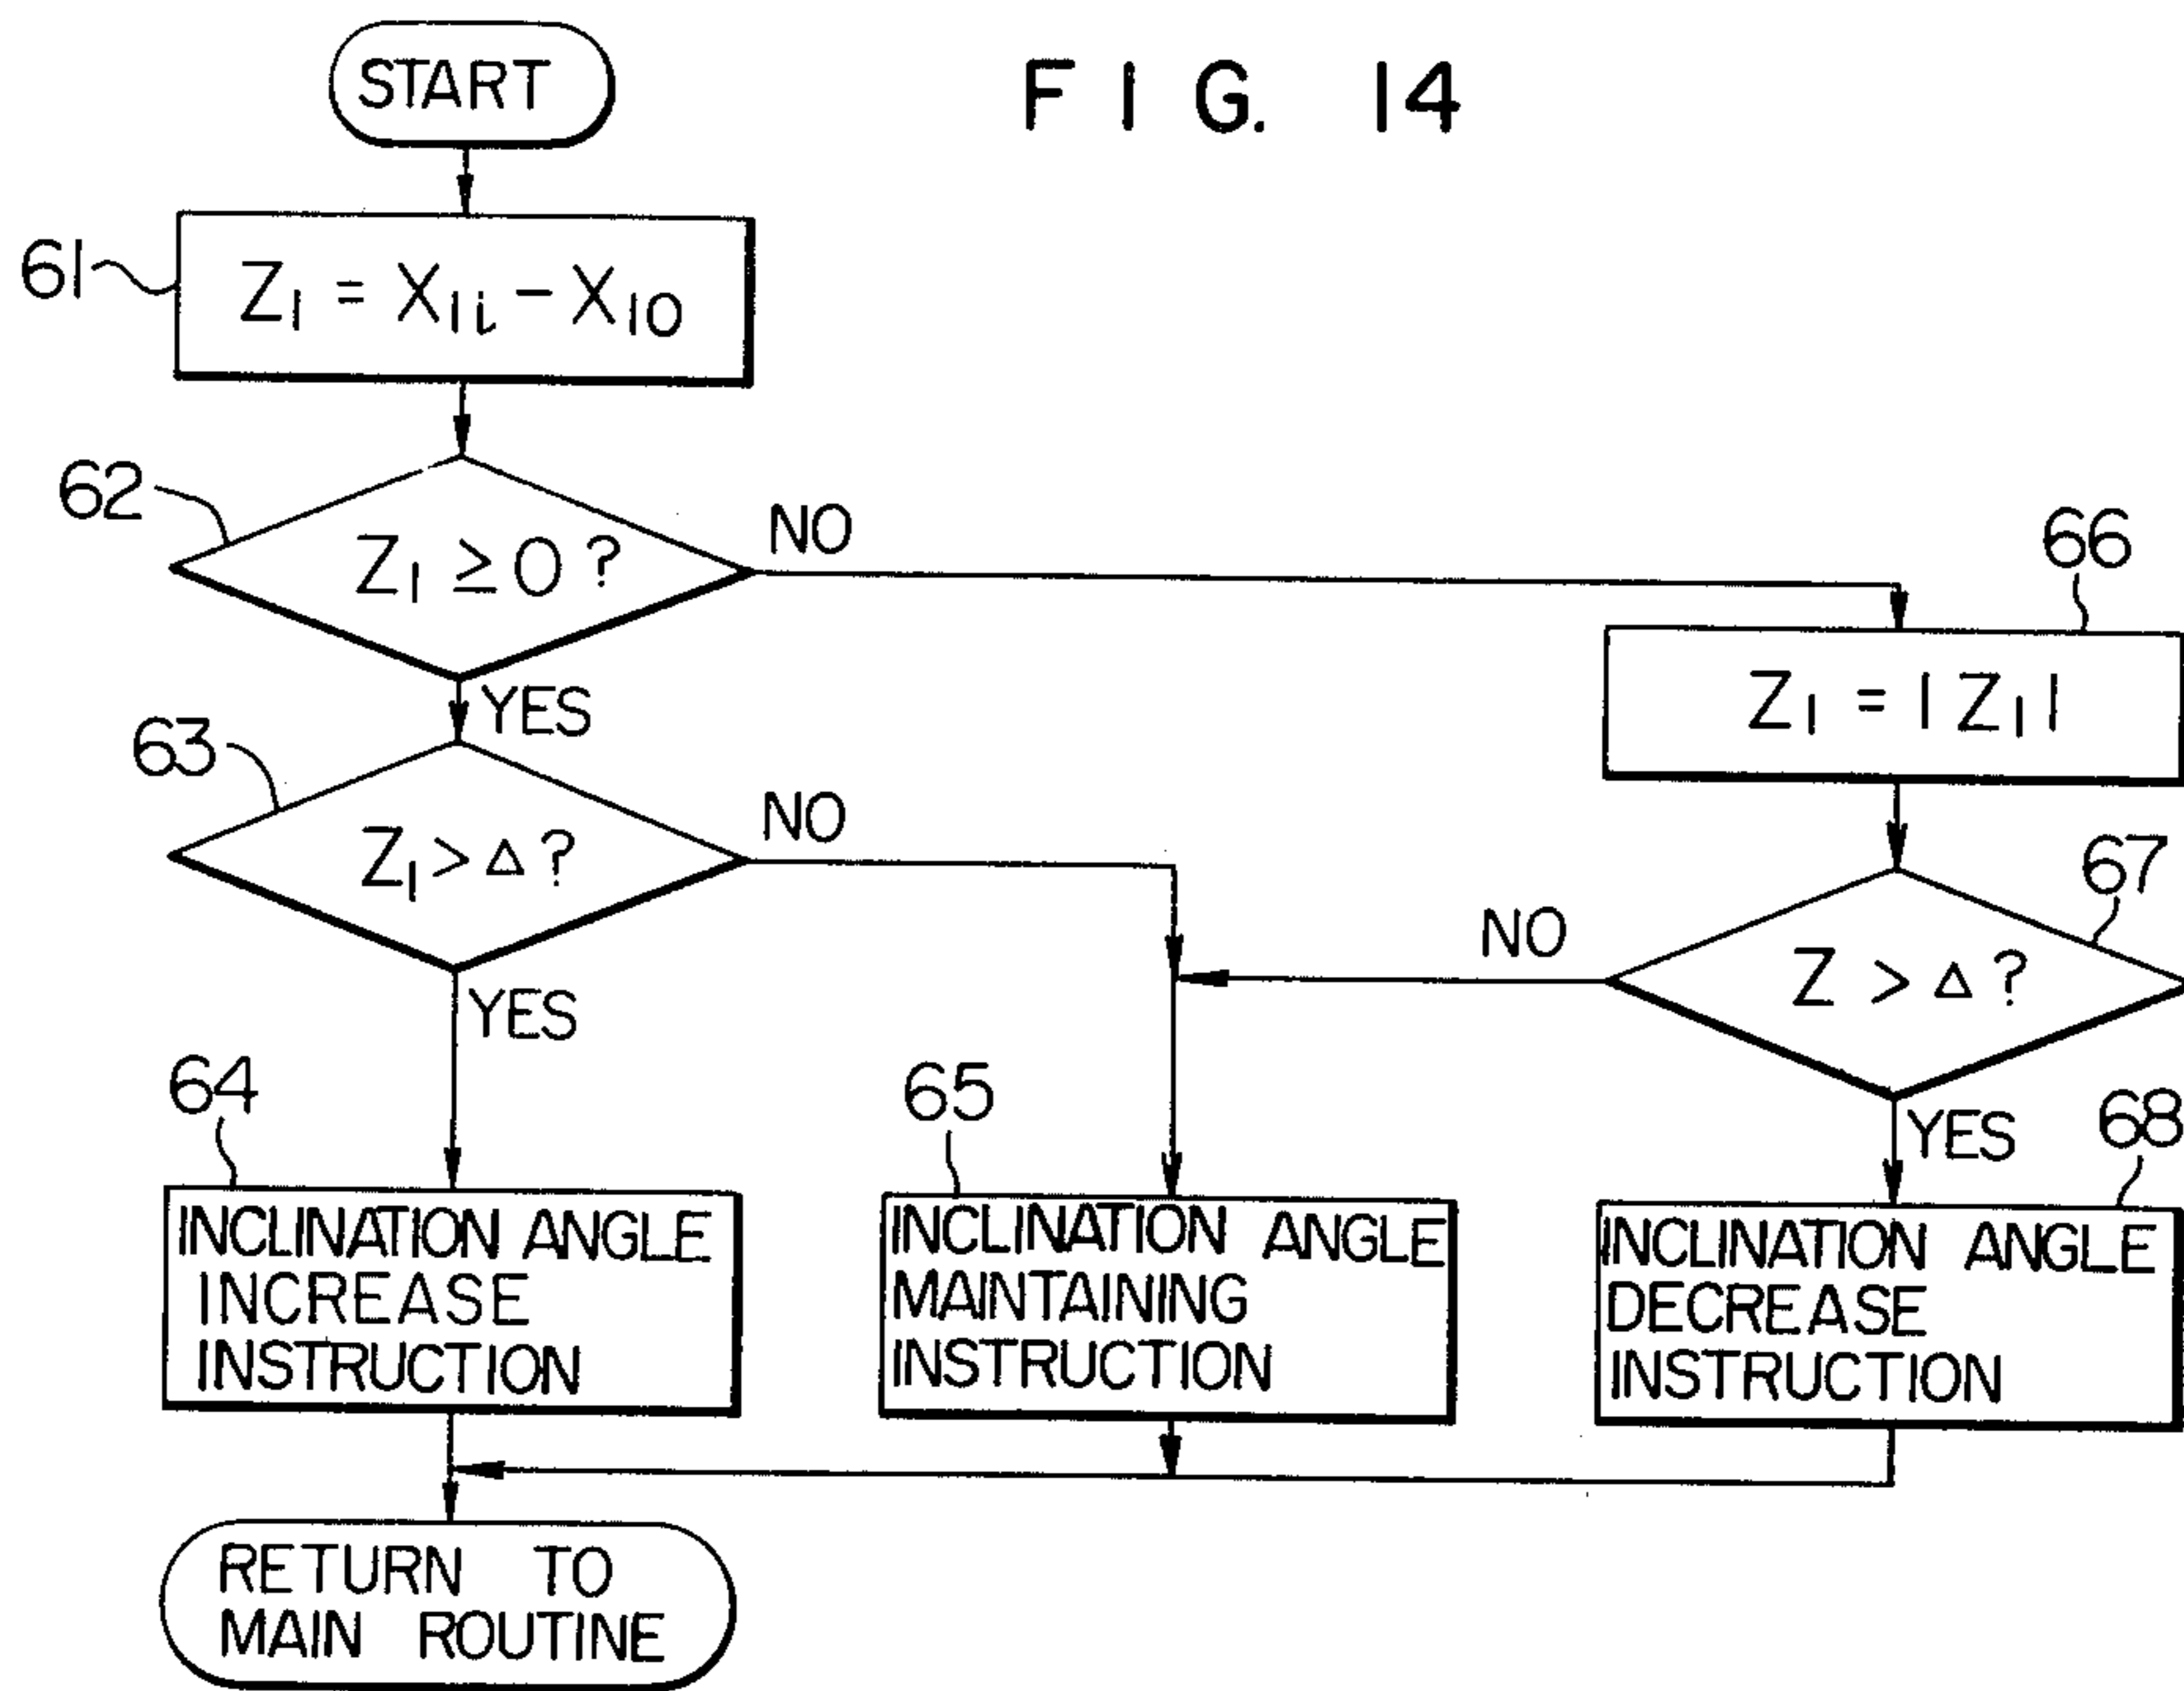 START
F I G. 14
61
Z₁ = X₁ᵢ − X₁₀
62
Z₁ ≥ 0 ?
NO
YES
66
Z₁ = | Z₁ |
63
Z₁ > Δ ?
NO
YES
67
Z > Δ ?
NO
YES
64
INCLINATION ANGLE
INCREASE
INSTRUCTION
65
INCLINATION ANGLE
MAINTAINING
INSTRUCTION
68
INCLINATION ANGLE
DECREASE
INSTRUCTION
RETURN TO
MAIN ROUTINE